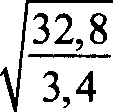 √(32,8 / 3,4)